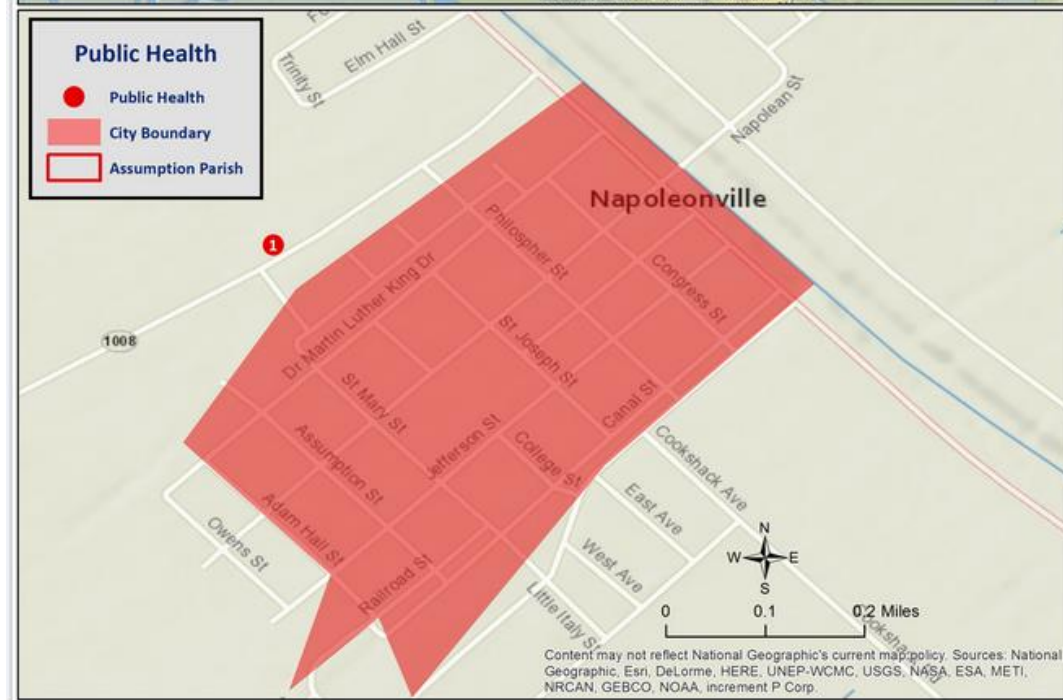 Public Health
Public Health
City Boundary
Assumption Parish
Elm Hall St
Trinity St
Napolean St
Napoleonville
1
Philospher St
Congress St
Dr Martin Luther King Dr
1008
St Joseph St
St Mary St
Canal St
Jefferson St
College St
Cookshack Ave
Assumption St
East Ave
Adam Hall St
Owens St
West Ave
Railroad St
Little Italy St
N
W
E
S
0
0.1
0.2 Miles
Content may not reflect National Geographic's current map policy. Sources: National
Geographic, Esri, DeLorme, HERE, UNEP-WCMC, USGS, NASA, ESA, METI,
NRCAN, GEBCO, NOAA, increment P Corp.